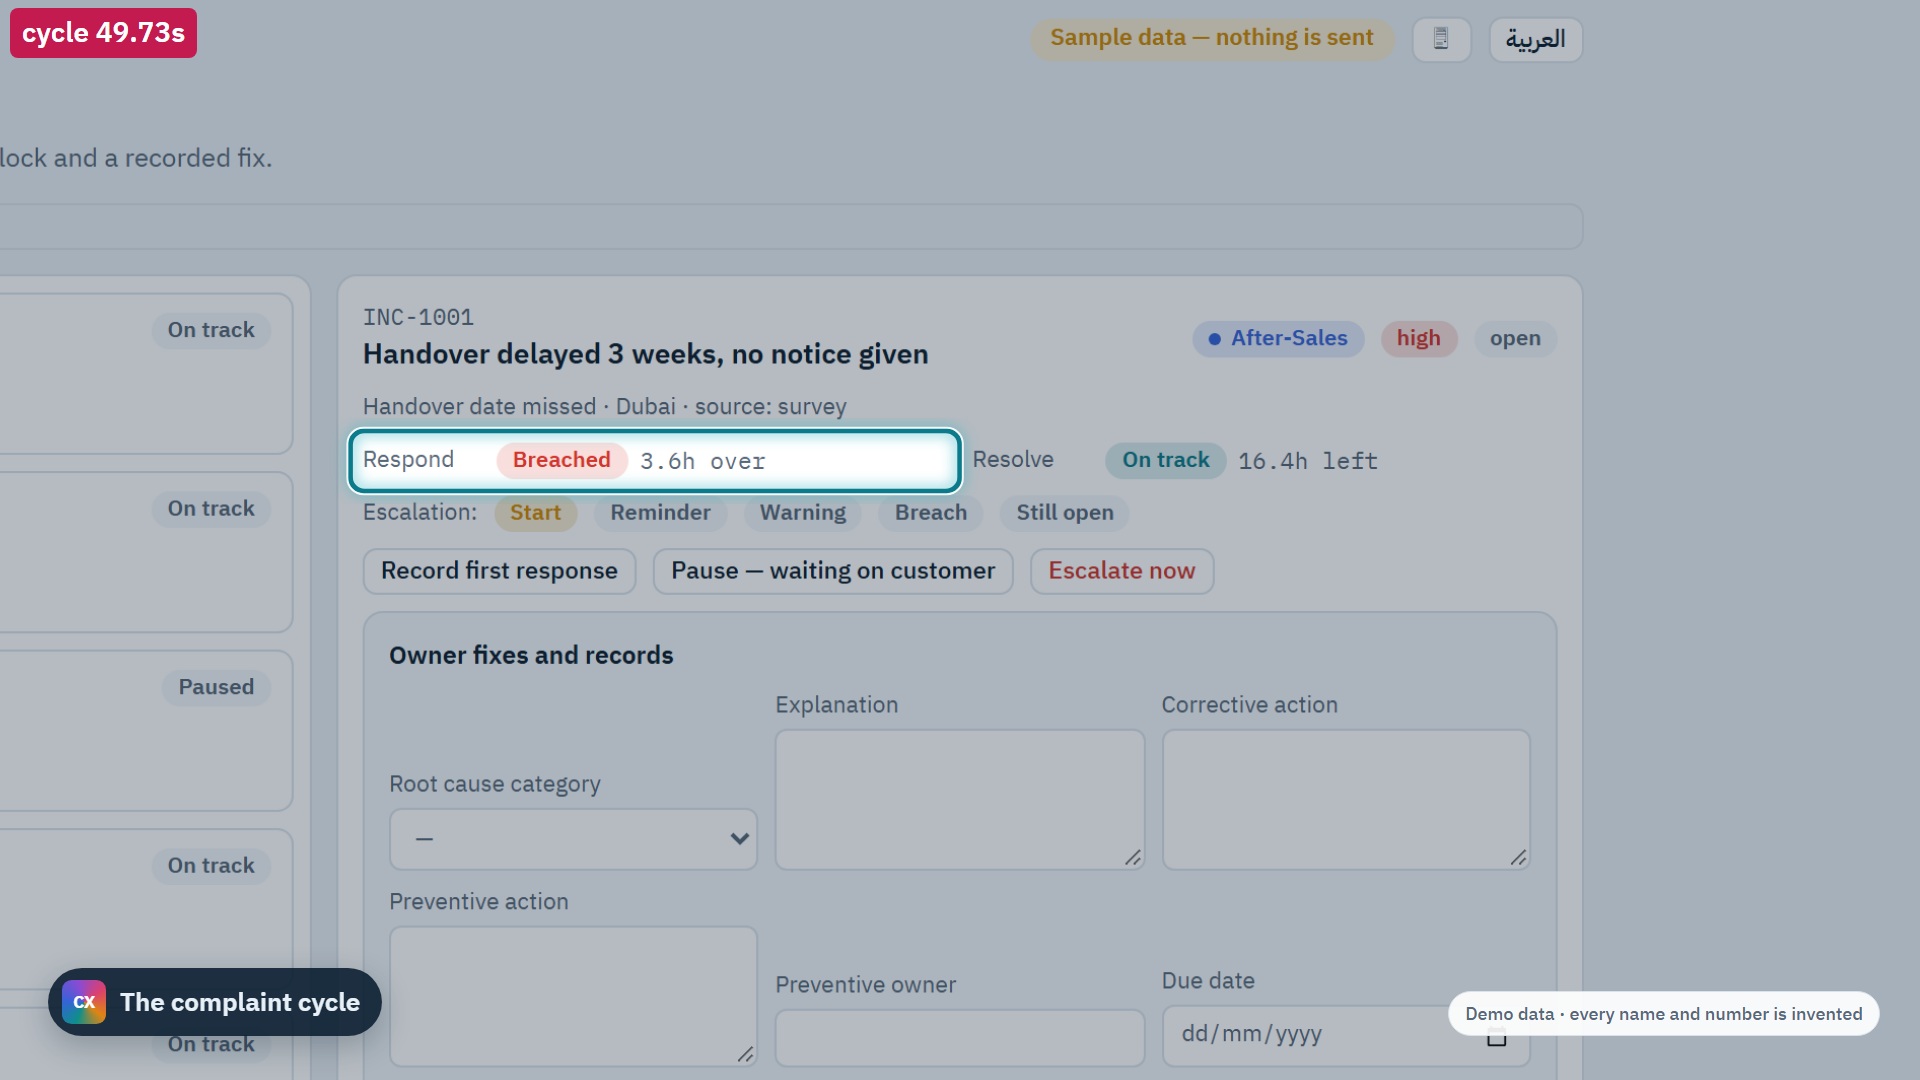 cycle 49.73s
Sample data — nothing is sent
العربية
lock and a recorded fix.
On track
On track
Paused
On track
On track
INC-1001
Handover delayed 3 weeks, no notice given
After-Sales
high
open
Handover date missed · Dubai · source: survey
Respond Breached 3.6h over Resolve On track 16.4h left
Escalation: Start Reminder Warning Breach Still open
Record first response Pause — waiting on customer Escalate now
Owner fixes and records
Root cause category
—
Explanation
Corrective action
Preventive action
Preventive owner
Due date
dd/mm/yyyy
CX The complaint cycle
Demo data · every name and number is invented